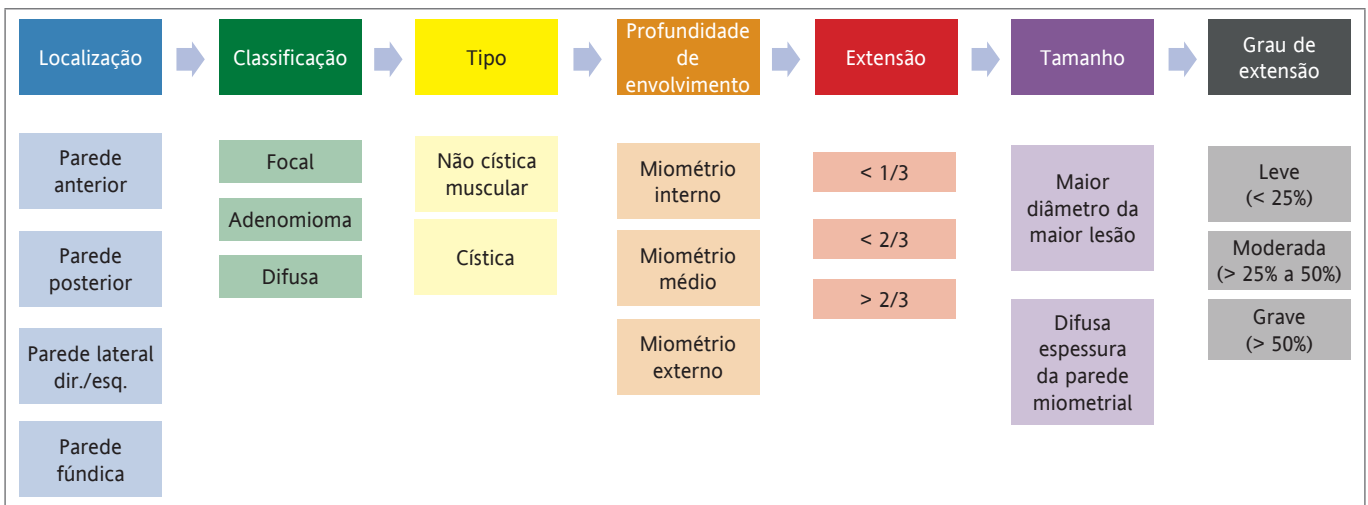 Localização
Classificação
Tipo
Profundidade
de
envolvimento
Extensão
Tamanho
Grau de
extensão
Parede
anterior
Parede
posterior
Parede lateral
dir./esq.
Parede
fúndica
Focal
Adenomioma
Difusa
Não cística
muscular
Cística
Miométrio
interno
Miométrio
médio
Miométrio
externo
< 1/3
< 2/3
> 2/3
Maior
diâmetro da
maior lesão
Difusa
espessura
da parede
miometrial
Leve
(< 25%)
Moderada
(> 25% a 50%)
Grave
(> 50%)